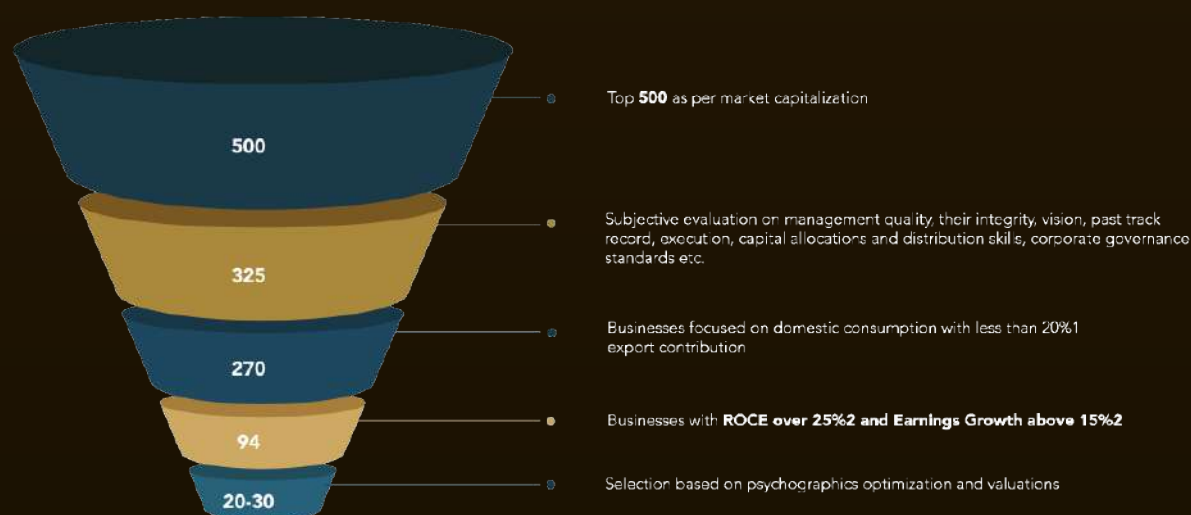 500
Top 500 as per market capitalization
325
Subjective evaluation on management quality, their integrity, vision, past track
record, execution, capital allocations and distribution skills, corporate governance
standards etc.
270
Businesses focused on domestic consumption with less than 20%1
export contribution
94
Businesses with ROCE over 25%2 and Earnings Growth above 15%2
20-30
Selection based on psychographics optimization and valuations